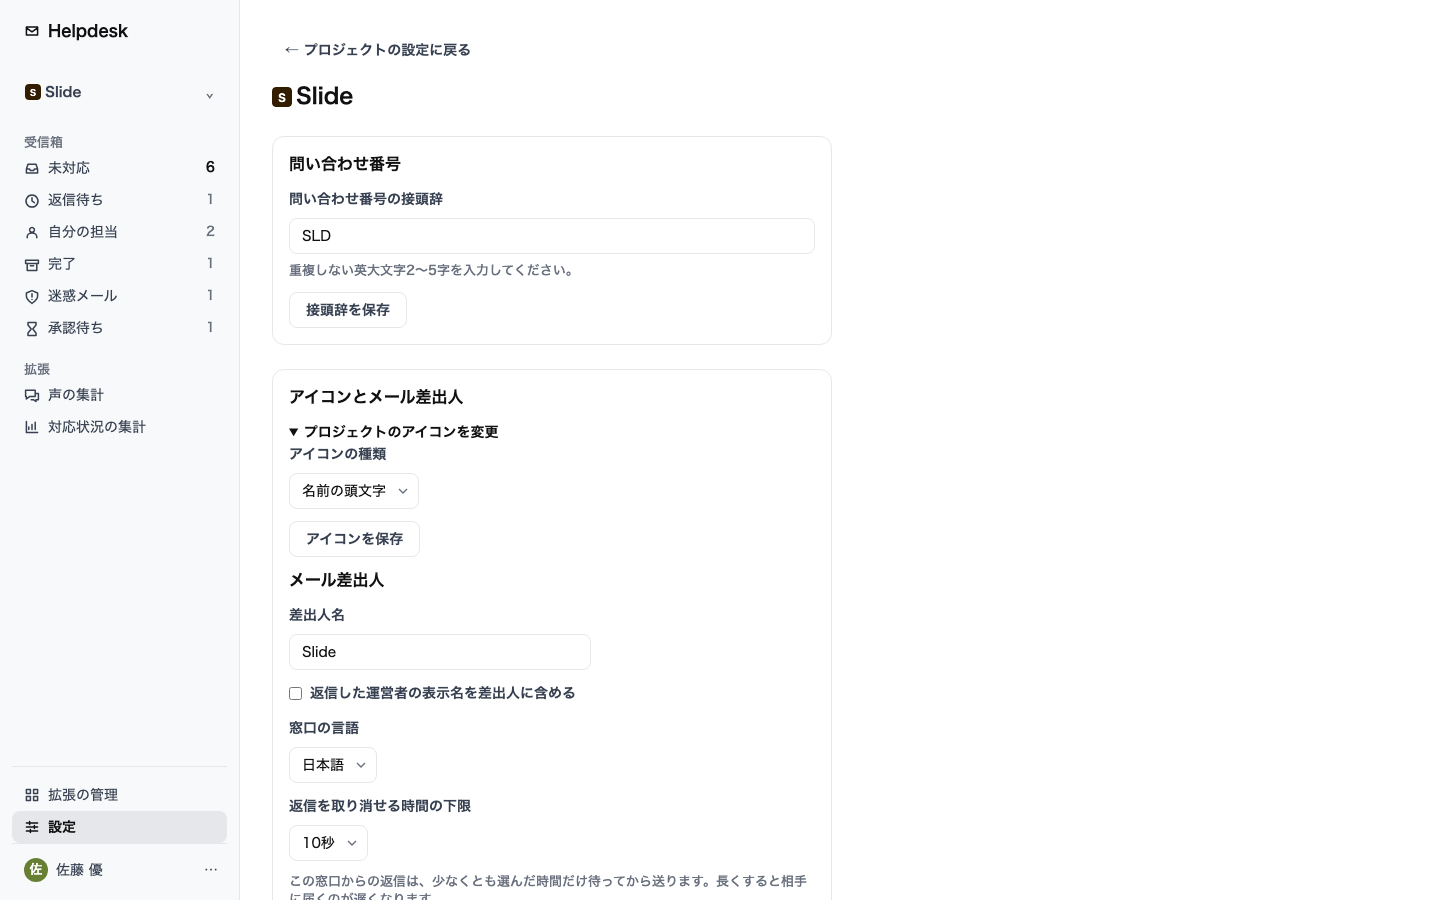 Helpdesk
S Slide
受信箱
未対応 6
返信待ち 1
自分の担当 2
完了 1
迷惑メール 1
承認待ち 1
拡張
声の集計
対応状況の集計
拡張の管理
設定
佐 佐藤 優 …
← プロジェクトの設定に戻る
S Slide
問い合わせ番号
問い合わせ番号の接頭辞
SLD
重複しない英大文字2〜5字を入力してください。
接頭辞を保存
アイコンとメール差出人
▼ プロジェクトのアイコンを変更
アイコンの種類
名前の頭文字
アイコンを保存
メール差出人
差出人名
Slide
返信した運営者の表示名を差出人に含める
窓口の言語
日本語
返信を取り消せる時間の下限
10秒
この窓口からの返信は、少なくとも選んだ時間だけ待ってから送ります。長くすると相手
に届くのが遅くなります。